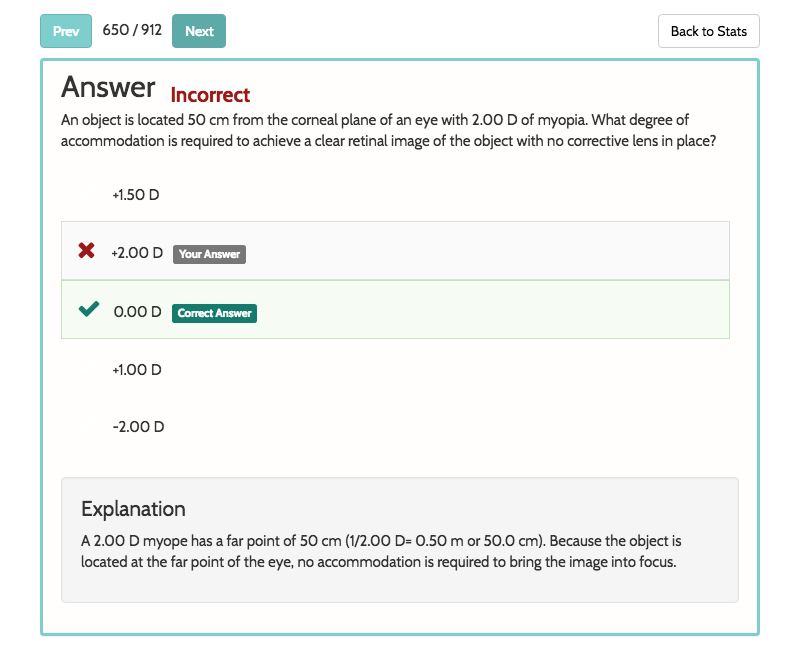 Prev 650 / 912 Next Back to Stats
Answer Incorrect
An object is located 50 cm from the corneal plane of an eye with 2.00 D of myopia. What degree of
accommodation is required to achieve a clear retinal image of the object with no corrective lens in place?
+1.50 D
+2.00 D Your Answer
0.00 D Correct Answer
+1.00 D
-2.00 D
Explanation
A 2.00 D myope has a far point of 50 cm (1/2.00 D= 0.50 m or 50.0 cm). Because the object is
located at the far point of the eye, no accommodation is required to bring the image into focus.